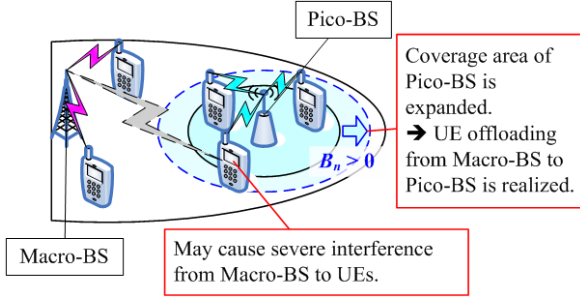 Pico-BS
Coverage area of
Pico-BS is
expanded.
➔ UE offloading
from Macro-BS to
Pico-BS is realized.
Bn > 0
Macro-BS
May cause severe interference
from Macro-BS to UEs.